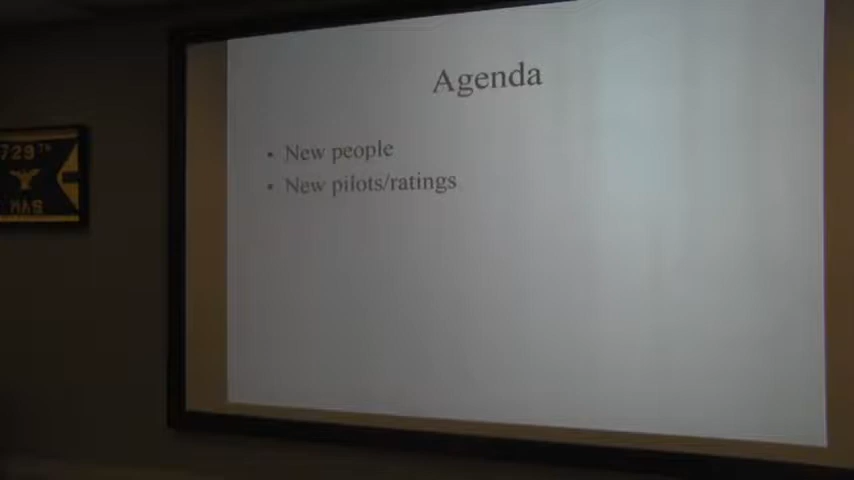 729TH
MAS
Agenda
• New people
• New pilots/ratings